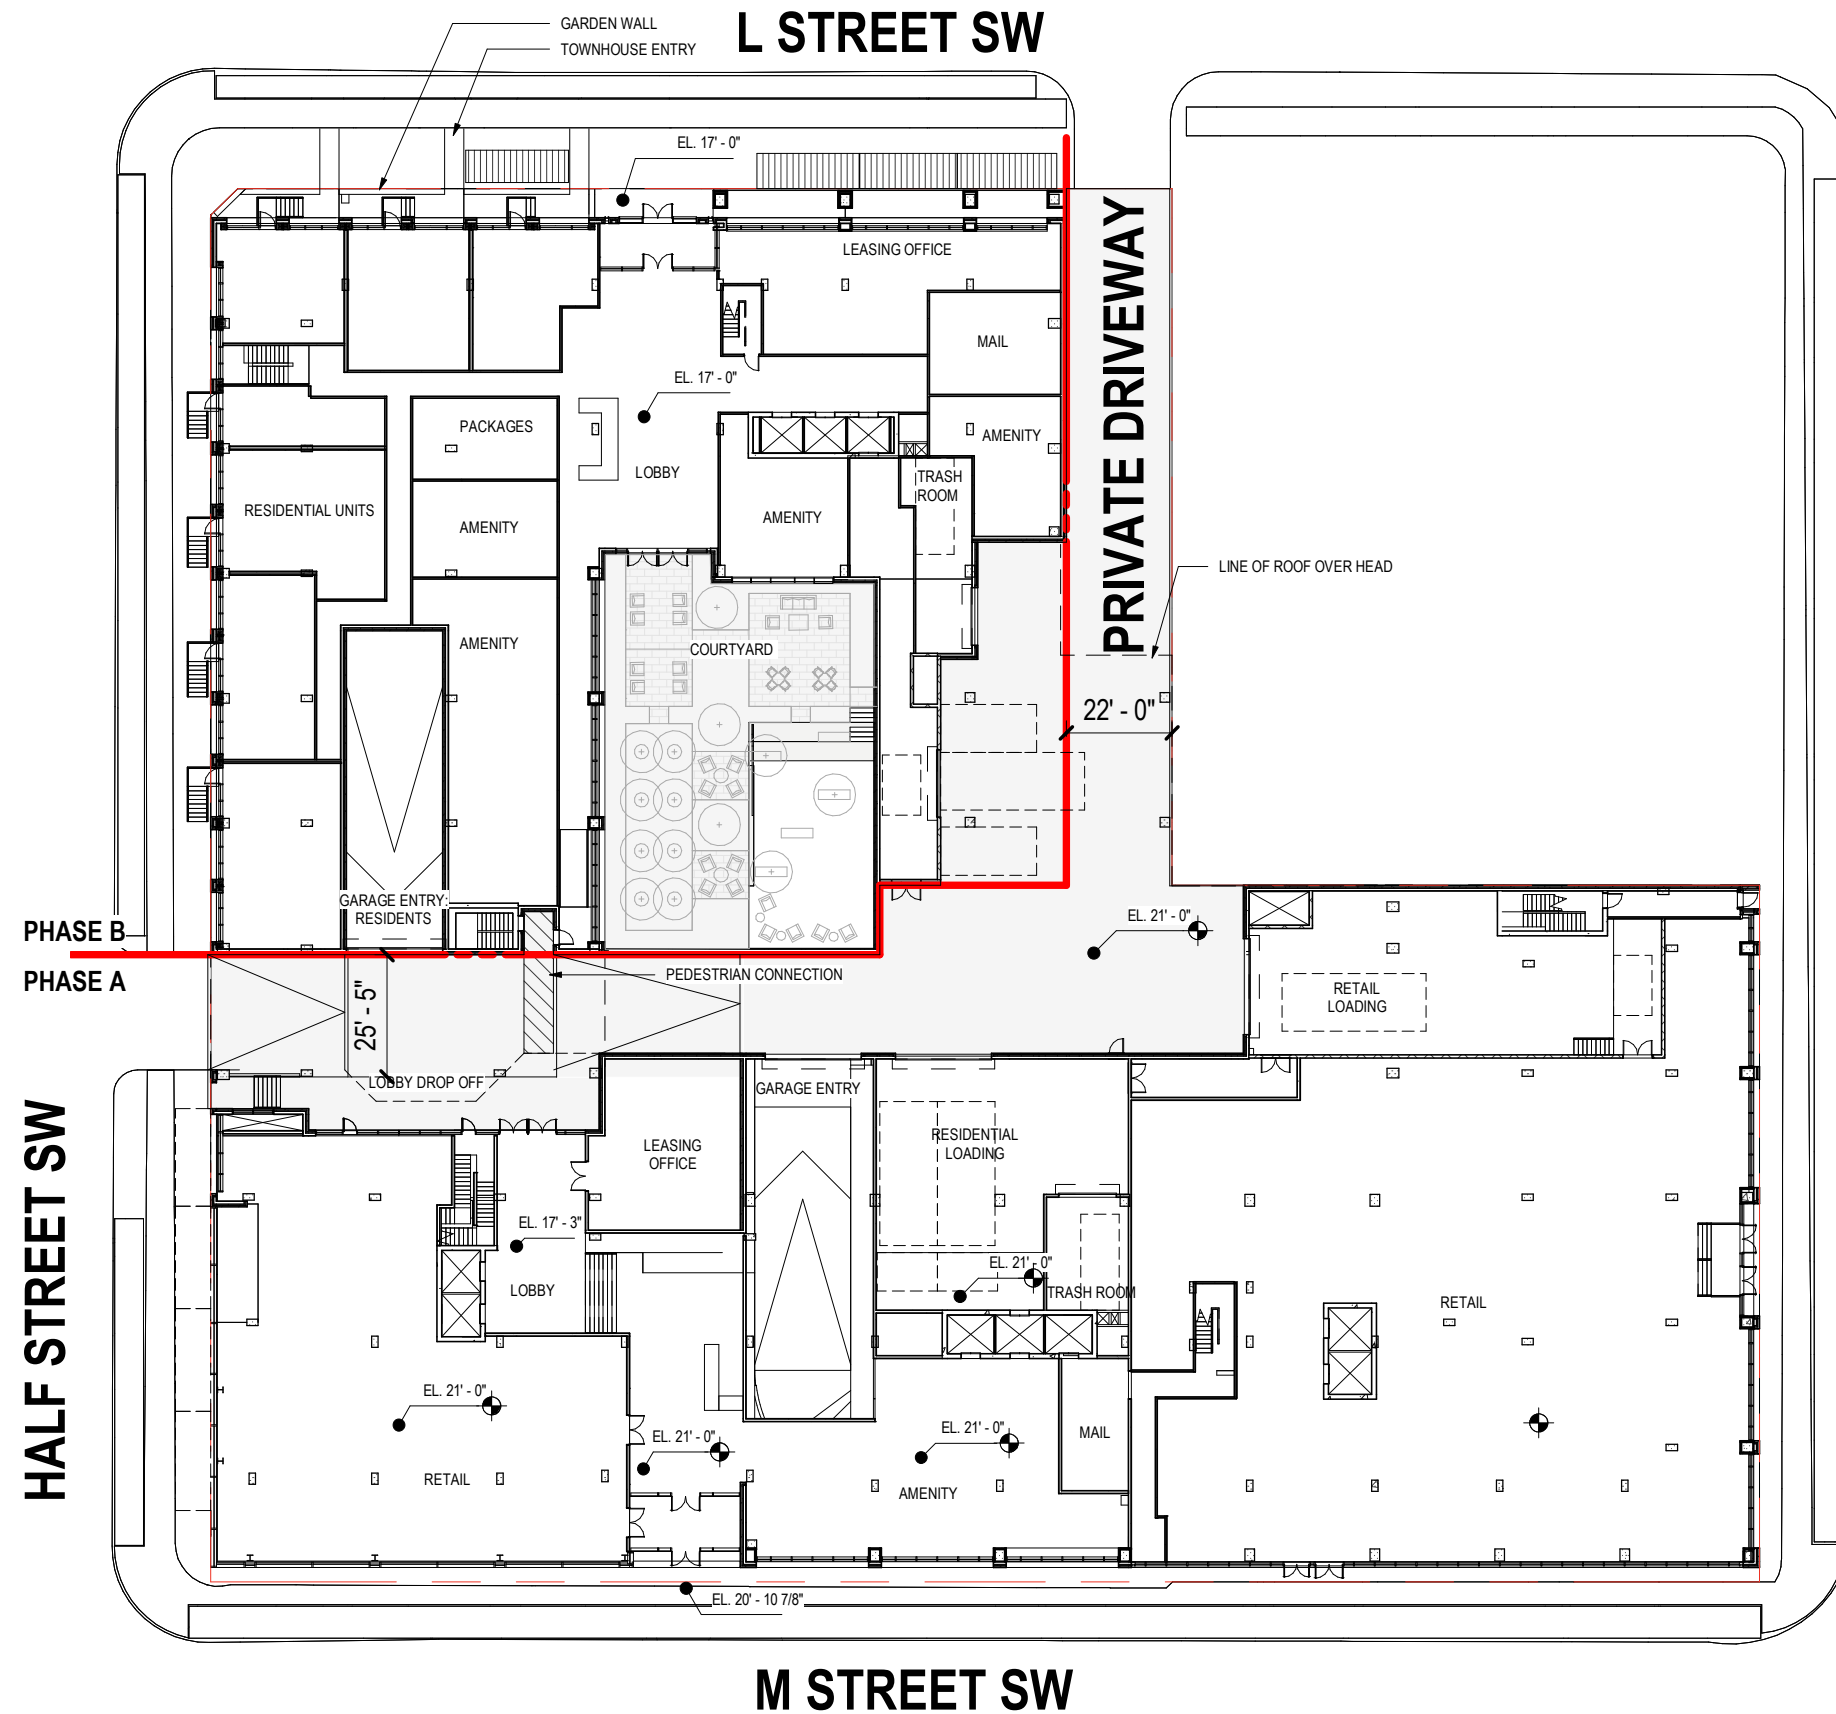 GARDEN WALL
TOWNHOUSE ENTRY
L STREET SW
EL. 17' - 0"
LEASING OFFICE
MAIL
EL. 17' - 0"
PACKAGES
AMENITY
LOBBY
TRASH
ROOM
RESIDENTIAL UNITS
AMENITY
AMENITY
PRIVATE DRIVEWAY
LINE OF ROOF OVER HEAD
AMENITY
COURTYARD
22' - 0"
GARAGE ENTRY:
RESIDENTS
EL. 21' - 0"
PHASE B
PHASE A
PEDESTRIAN CONNECTION
RETAIL
LOADING
25' - 5"
LOBBY DROP OFF
GARAGE ENTRY
RESIDENTIAL
LOADING
LEASING
OFFICE
HALF STREET SW
EL. 17' - 3"
LOBBY
EL. 21' - 0"
TRASH ROOM
RETAIL
EL. 21' - 0"
EL. 21' - 0"
EL. 21' - 0"
MAIL
RETAIL
AMENITY
EL. 20' - 10 7/8"
M STREET SW